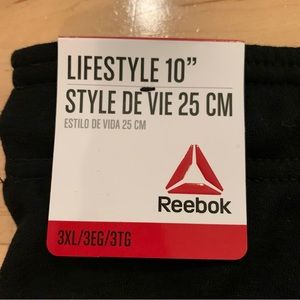 LIFESTYLE 10”
STYLE DE VIE 25 CM
ESTILO DE VIDA 25 CM
Reebok
3XL/3EG/3TG